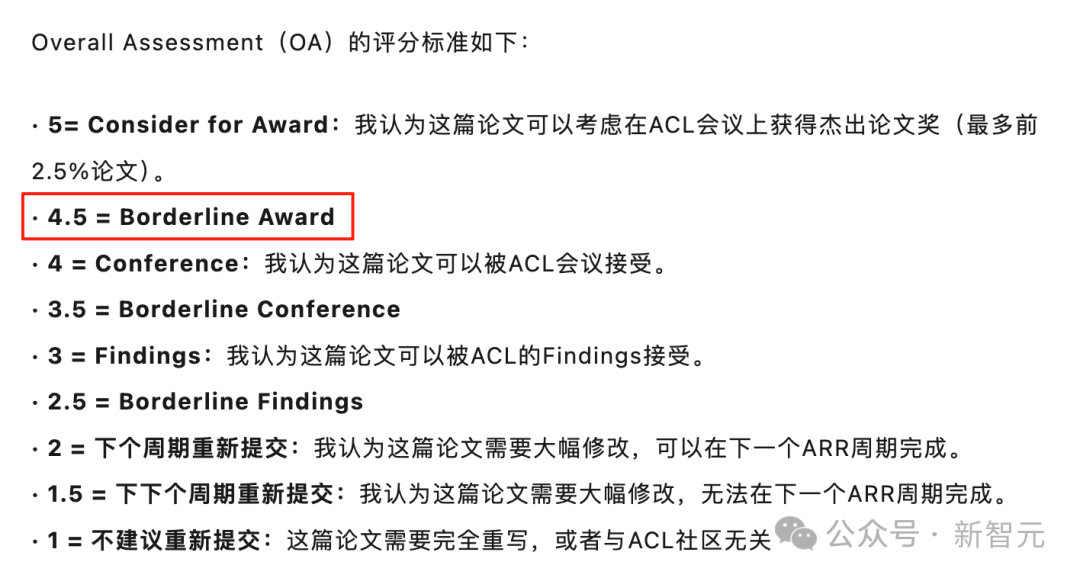 Overall Assessment（OA）的评分标准如下：
· 5= Consider for Award：我认为这篇论文可以考虑在ACL会议上获得杰出论文奖（最多前
2.5%论文）。
· 4.5 = Borderline Award
· 4 = Conference：我认为这篇论文可以被ACL会议接受。
· 3.5 = Borderline Conference
· 3 = Findings：我认为这篇论文可以被ACL的Findings接受。
· 2.5 = Borderline Findings
· 2 = 下个周期重新提交：我认为这篇论文需要大幅修改，可以在下一个ARR周期完成。
· 1.5 = 下下个周期重新提交：我认为这篇论文需要大幅修改，无法在下一个ARR周期完成。
· 1 = 不建议重新提交：这篇论文需要完全重写，或者与ACL社区无关
公众号 · 新智元